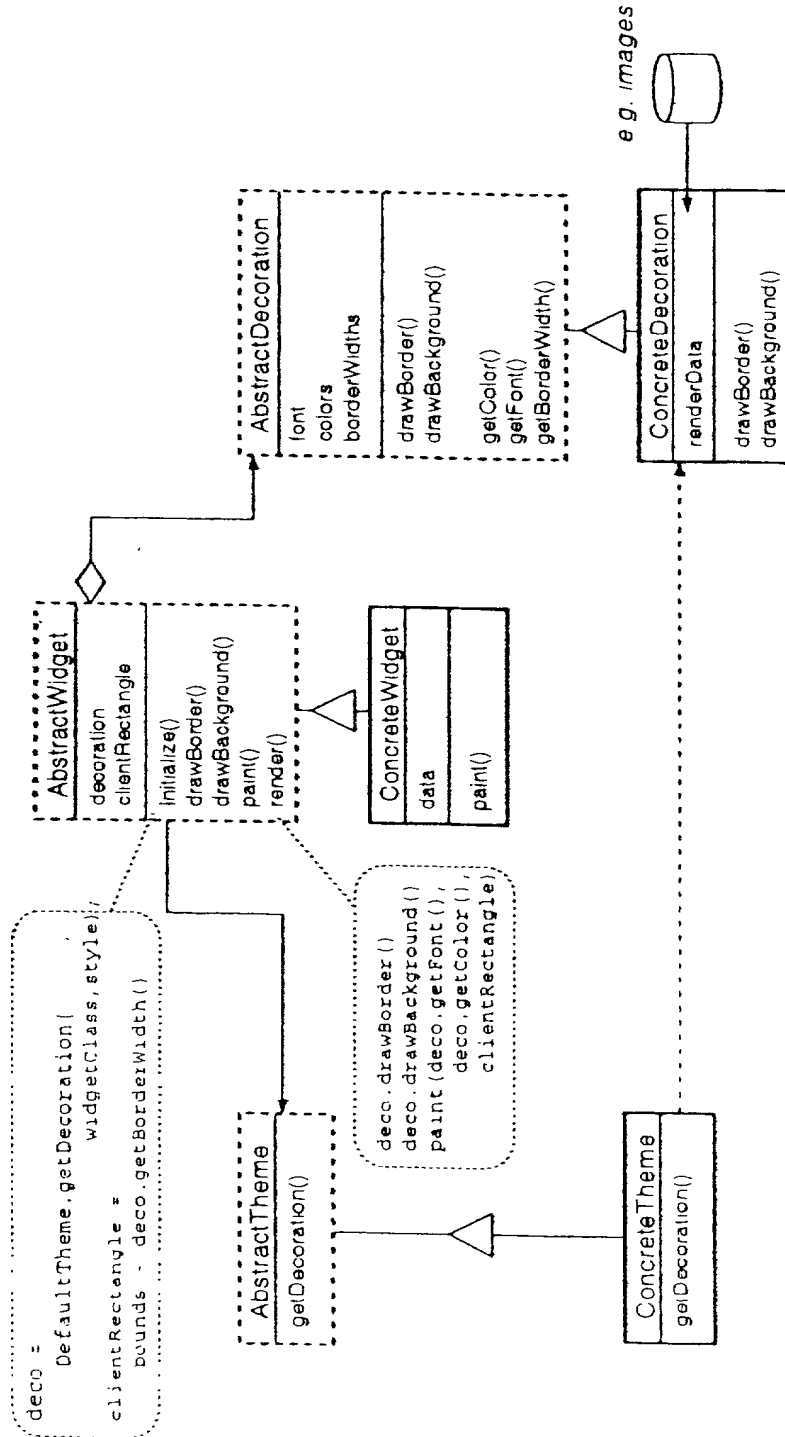 deco =
DefaultTheme.getDecoration(
widgetClass,style);
clientRectangle =
bounds - deco.getBorderWidth()
AbstractTheme
getDecoration()
deco.drawBorder()
deco.drawBackground()
paint(deco.getFont(),
deco.getColor(),
clientRectangle)
ConcreteTheme
getDecoration()
AbstractWidget
decoration
clientRectangle
initialize()
drawBorder()
drawBackground()
paint()
render()
ConcreteWidget
data
paint()
AbstractDecoration
font
colors
borderWidths
drawBorder()
drawBackground()
getColor()
getFont()
getBorderWidth()
ConcreteDecoration
renderData
drawBorder()
drawBackground()
e g. images